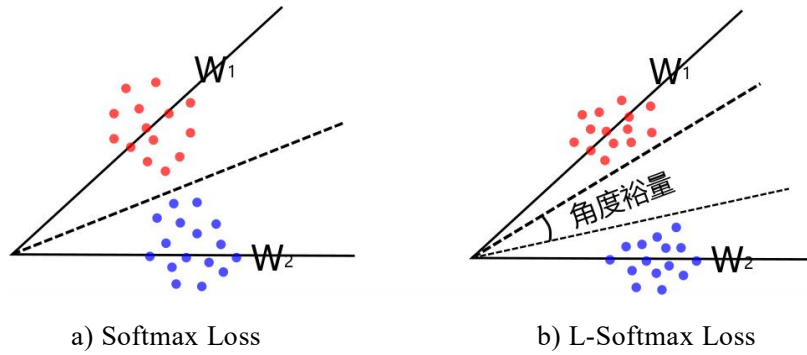 W1
W2
a) Softmax Loss
W1
角度裕量
W2
b) L-Softmax Loss